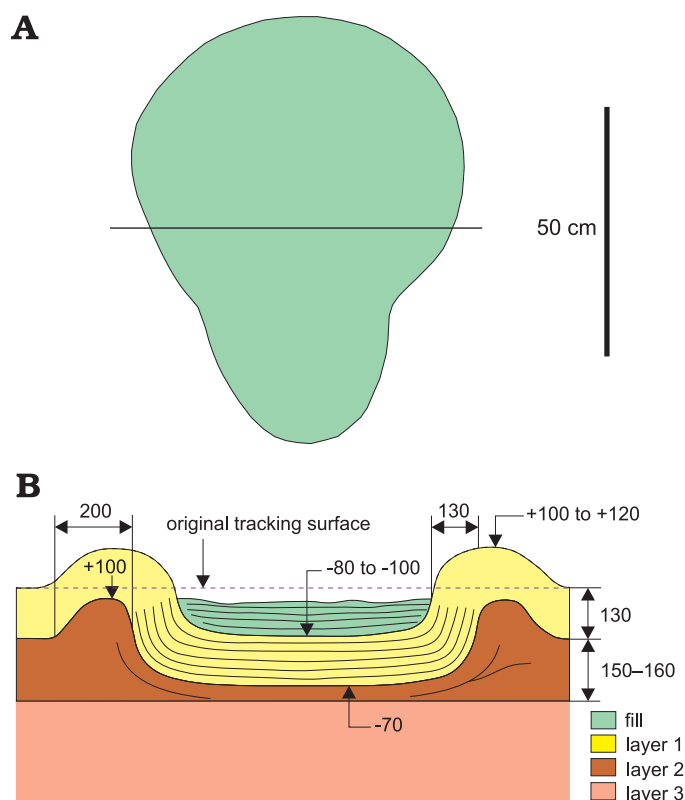 A
50 cm
B
200
original tracking surface
130
+100 to +120
+100
-80 to -100
130
150–160
-70
fill
layer 1
layer 2
layer 3